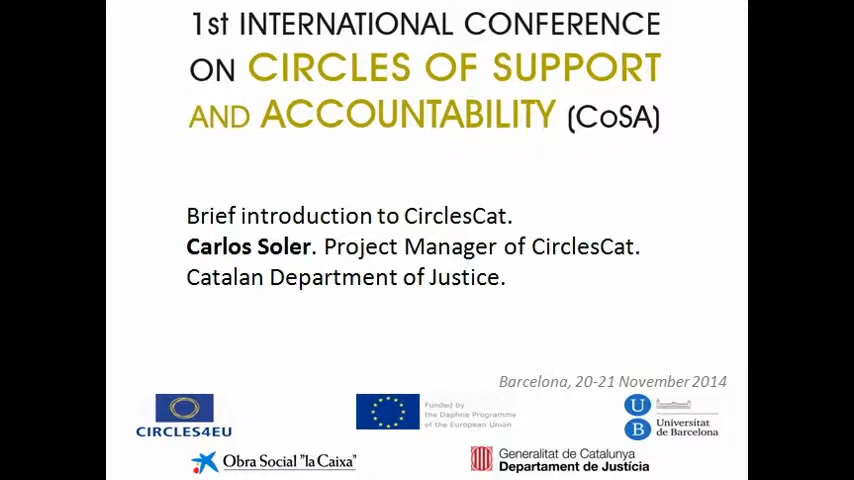 1st INTERNATIONAL CONFERENCE
ON CIRCLES OF SUPPORT
AND ACCOUNTABILITY (CoSA)
Brief introduction to CirclesCat.
Carlos Soler. Project Manager of CirclesCat.
Catalan Department of Justice.
Barcelona, 20-21 November 2014
CIRCLES4EU
Funded by
the Daphne Programme
of the European Union
U
B
Universitat
de Barcelona
Obra Social "la Caixa"
Generalitat de Catalunya
Departament de Justícia